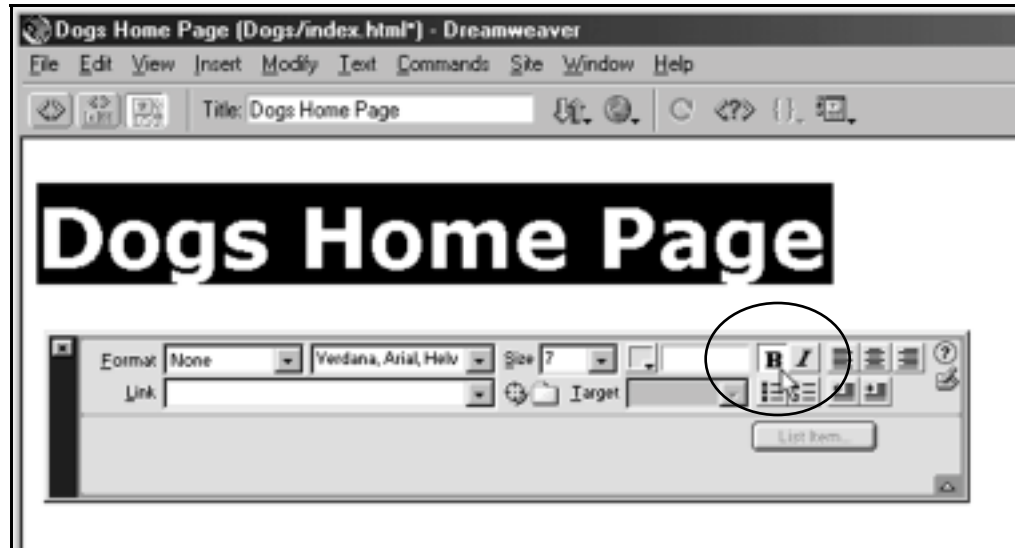 Dogs Home Page (Dogs/index.html*) - Dreamweaver
File Edit View Insert Modify Text Commands Site Window Help
Title: Dogs Home Page
Dogs Home Page
Format None Verdana, Arial, Helv Size 7 B I
Link Target
List Item...